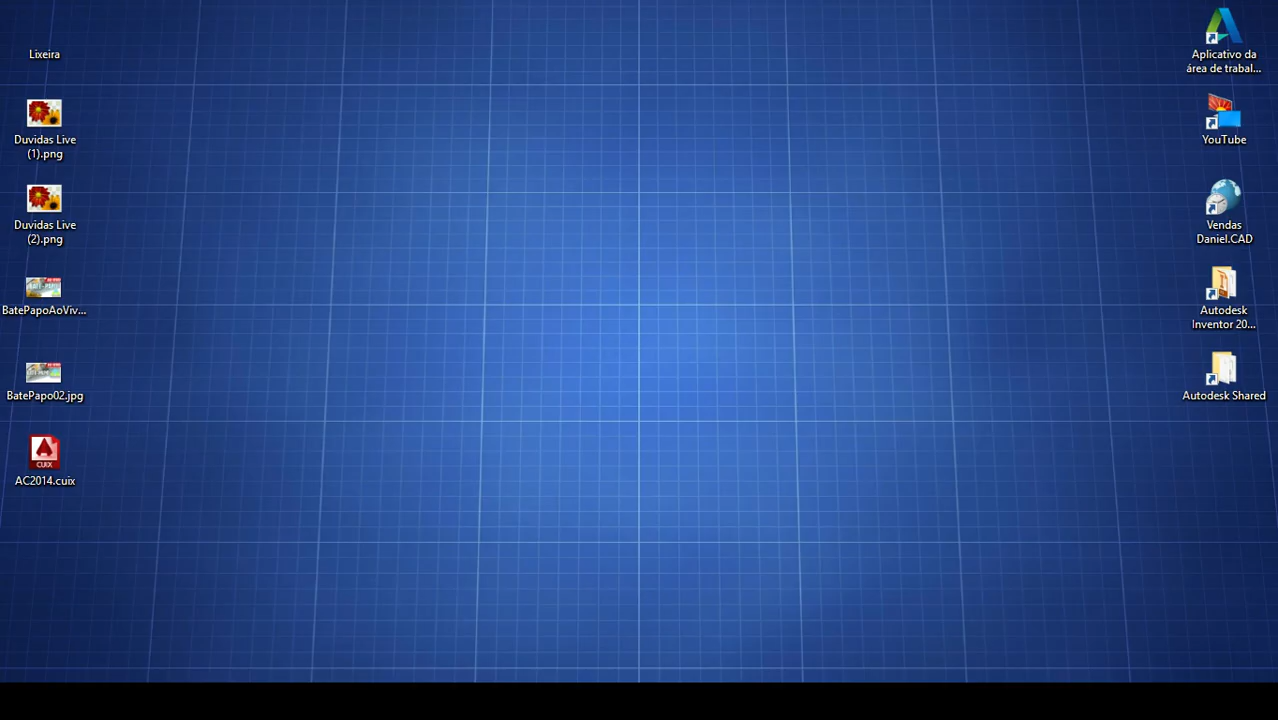 Lixeira
Duvidas Live
(1).png
Duvidas Live
(2).png
BatePapoAoViv...
BatePapo02.jpg
CUIX
AC2014.cuix
Aplicativo da
área de trabal...
YouTube
Vendas
Daniel.CAD
Autodesk
Inventor 20...
Autodesk Shared